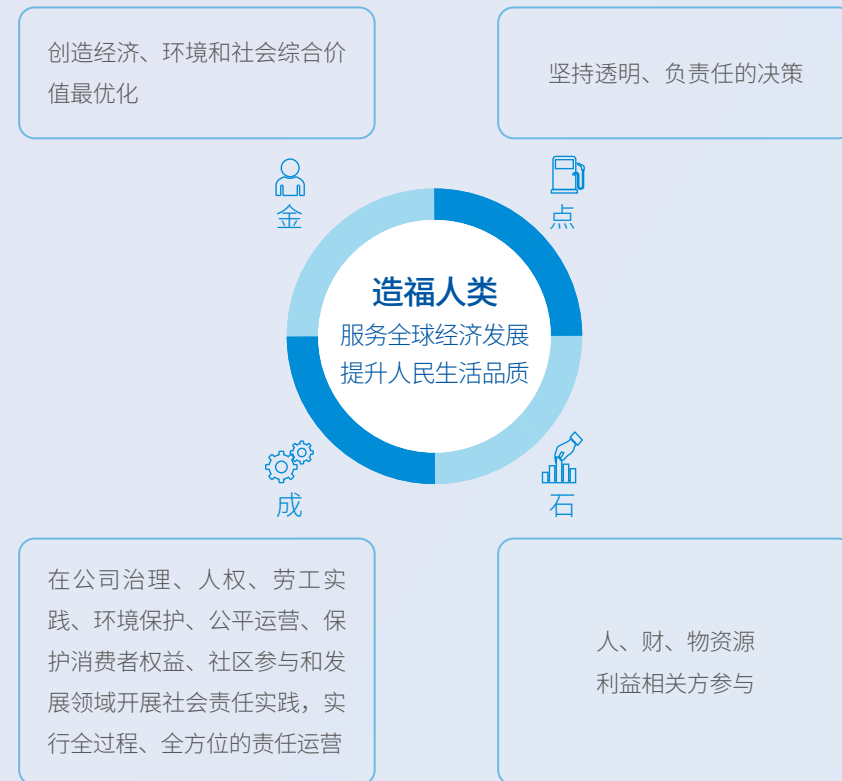 创造经济、环境和社会综合价
值最优化
坚持透明、负责任的决策
金
点
造福人类
服务全球经济发展
提升人民生活品质
成
石
在公司治理、人权、劳工实
践、环境保护、公平运营、保
护消费者权益、社区参与和发
展领域开展社会责任实践，实
行全过程、全方位的责任运营
人、财、物资源
利益相关方参与